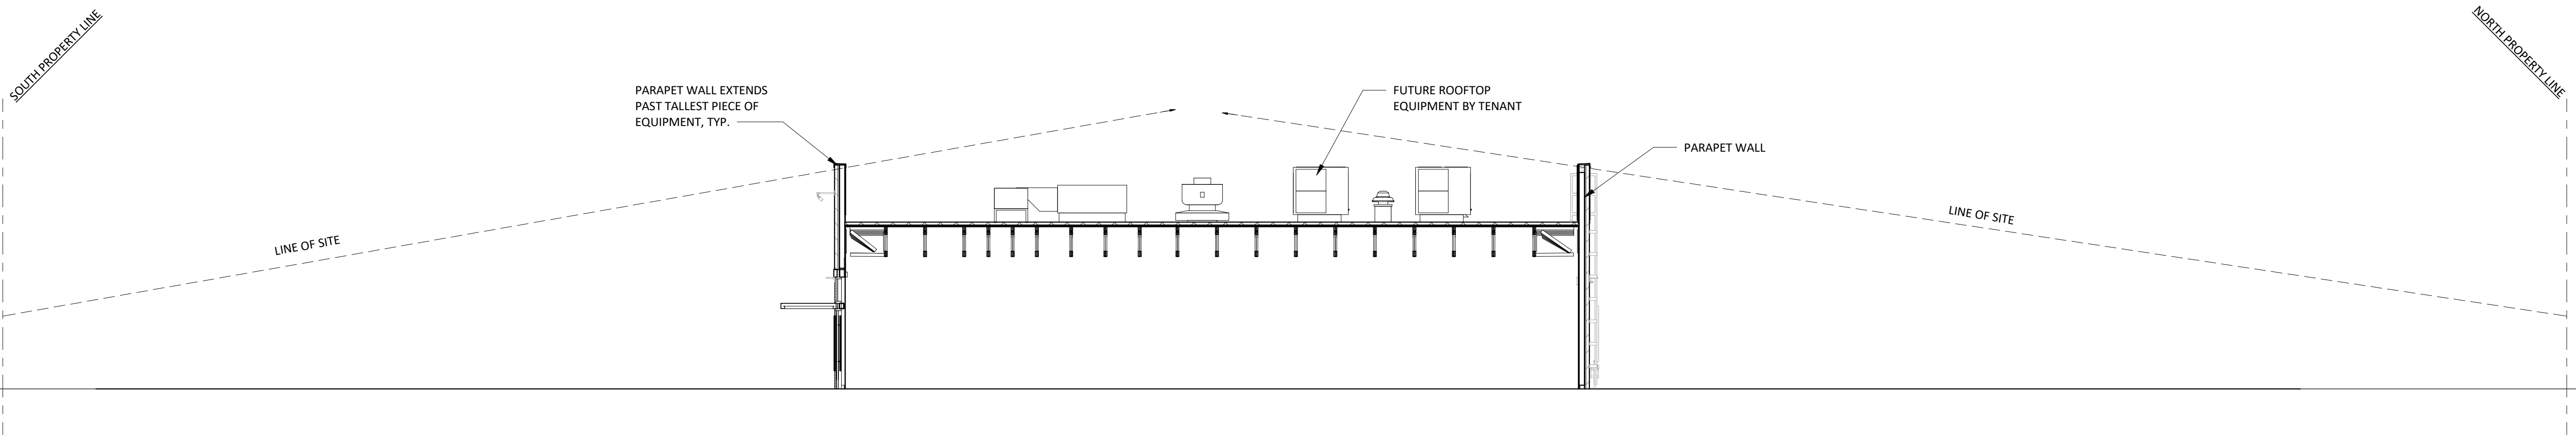 SOUTH PROPERTY LINE
NORTH PROPERTY LINE
PARAPET WALL EXTENDS
PAST TALLEST PIECE OF
EQUIPMENT, TYP.
FUTURE ROOFTOP
EQUIPMENT BY TENANT
PARAPET WALL
LINE OF SITE
LINE OF SITE